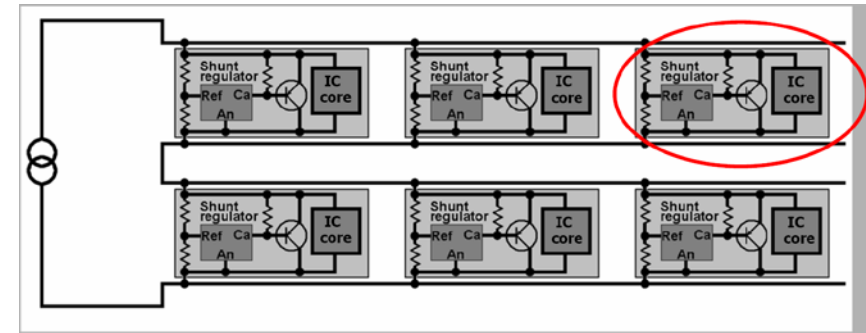 Shunt
regulator
Ref Ca
An
IC
core
Shunt
regulator
Ref Ca
An
IC
core
Shunt
regulator
Ref Ca
An
IC
core
Shunt
regulator
Ref Ca
An
IC
core
Shunt
regulator
Ref Ca
An
IC
core
Shunt
regulator
Ref Ca
An
IC
core